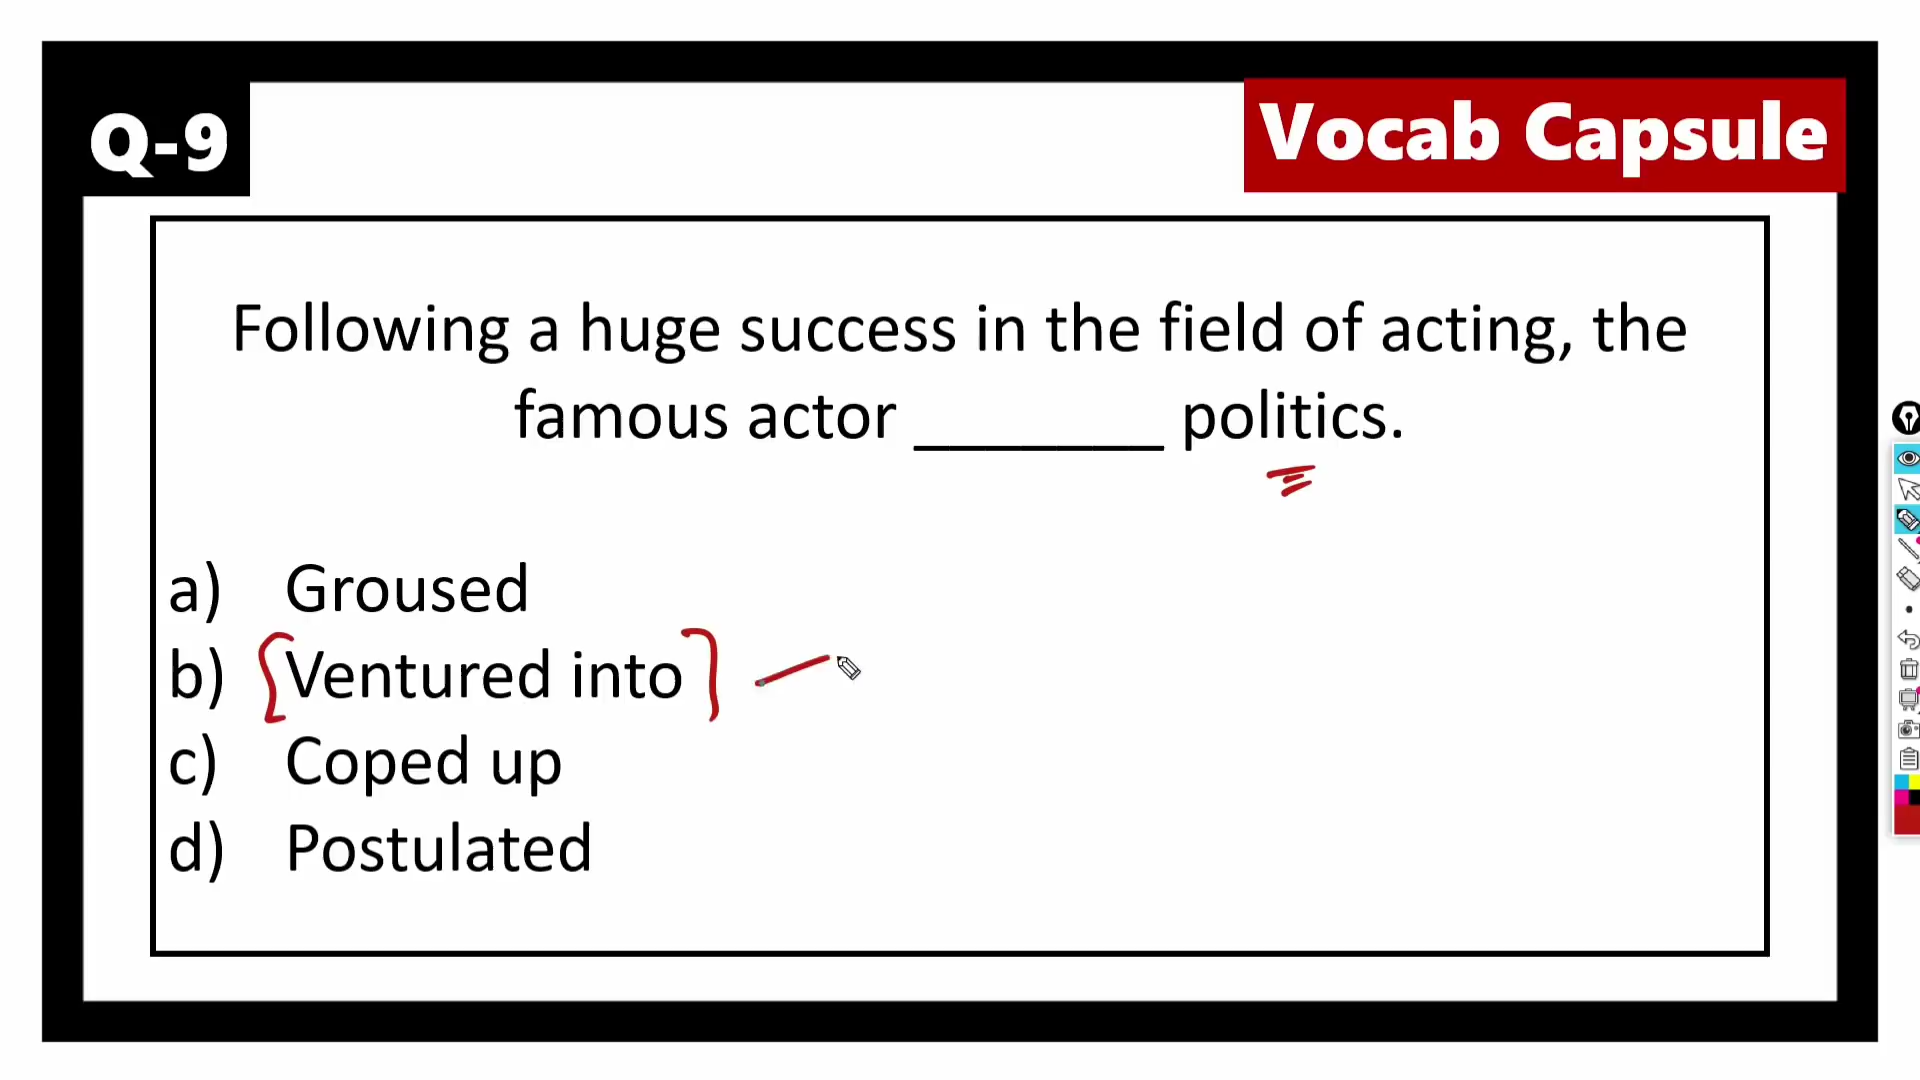 Q-9
Vocab Capsule
Following a huge success in the field of acting, the
famous actor _______ politics.
a) Groused
b) Ventured into
c) Coped up
d) Postulated